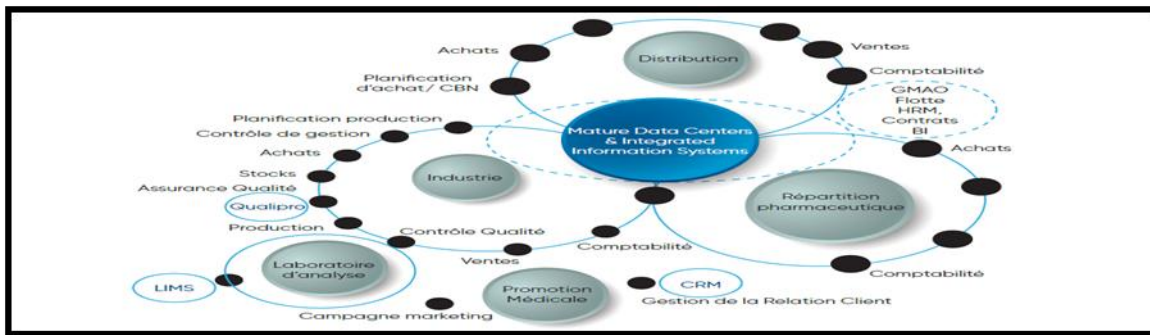 Achats
Distribution
Ventes
Planification
d'achat/ CBN
Comptabilité
GMAO
Flotte
HRM,
Contrats
BI
Planification production
Contrôle de gestion
Mature Data Centers
& Integrated
Information Systems
Achats
Achats
Stocks
Industrie
Assurance Qualité
Répartition
pharmaceutique
Qualipro
Production
Contrôle Qualité
Comptabilité
Ventes
Laboratoire
d'analyse
Comptabilité
LIMS
Promotion
Médicale
CRM
Gestion de la Relation Client
Campagne marketing